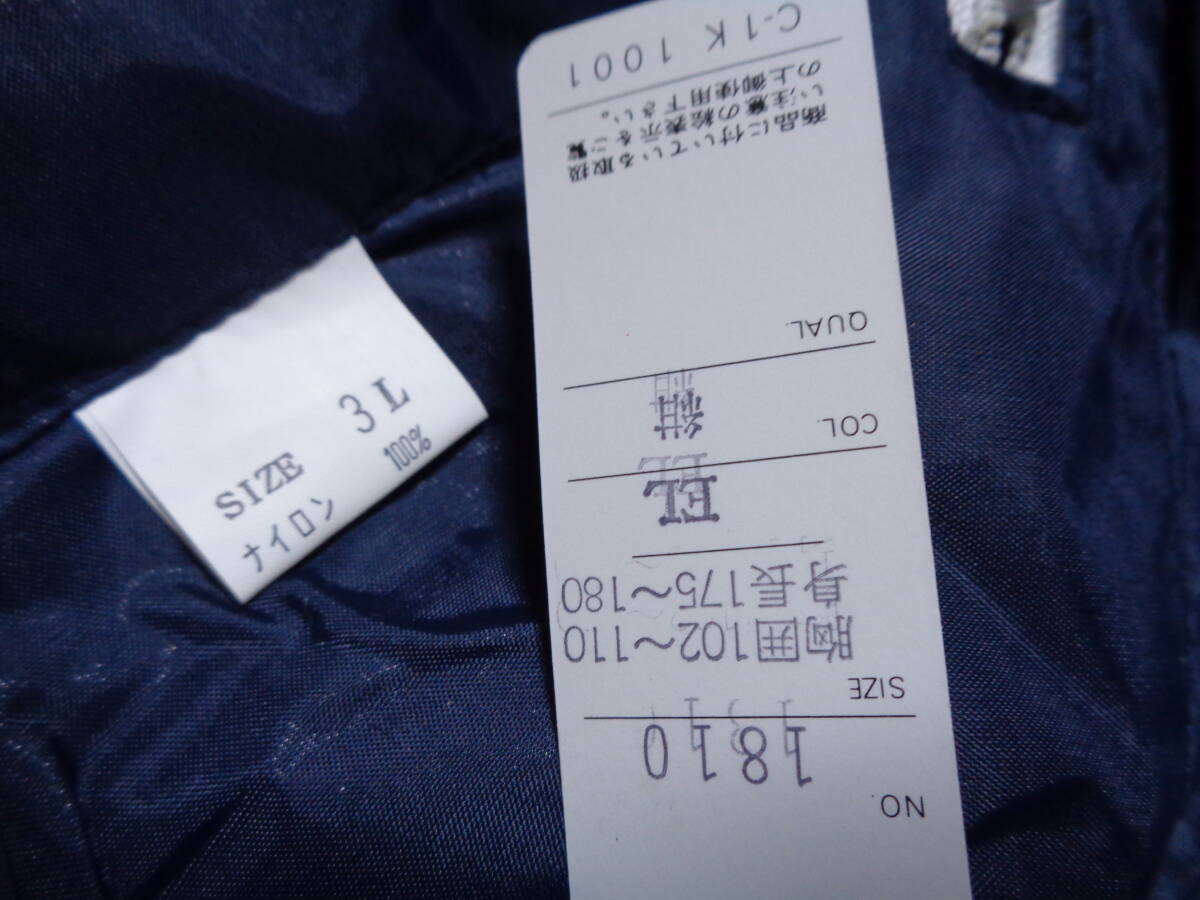 SIZE 3L
ナイロン 100%
NO.
1810
SIZE
胸囲102～110
身長175～180
EL
COL.
紺
QUAL.
商品に付いている取扱
い注意の絵表示をご覧
の上御使用下さい。
C-1K 1001